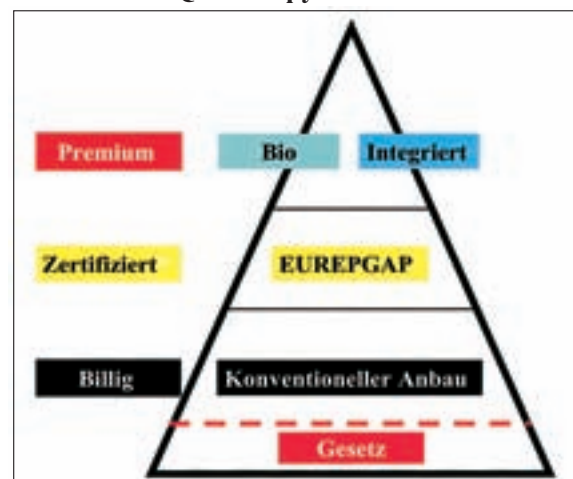 Premium Bio Integriert
Zertifiziert EUREPGAP
Billig Konventioneller Anbau
Gesetz